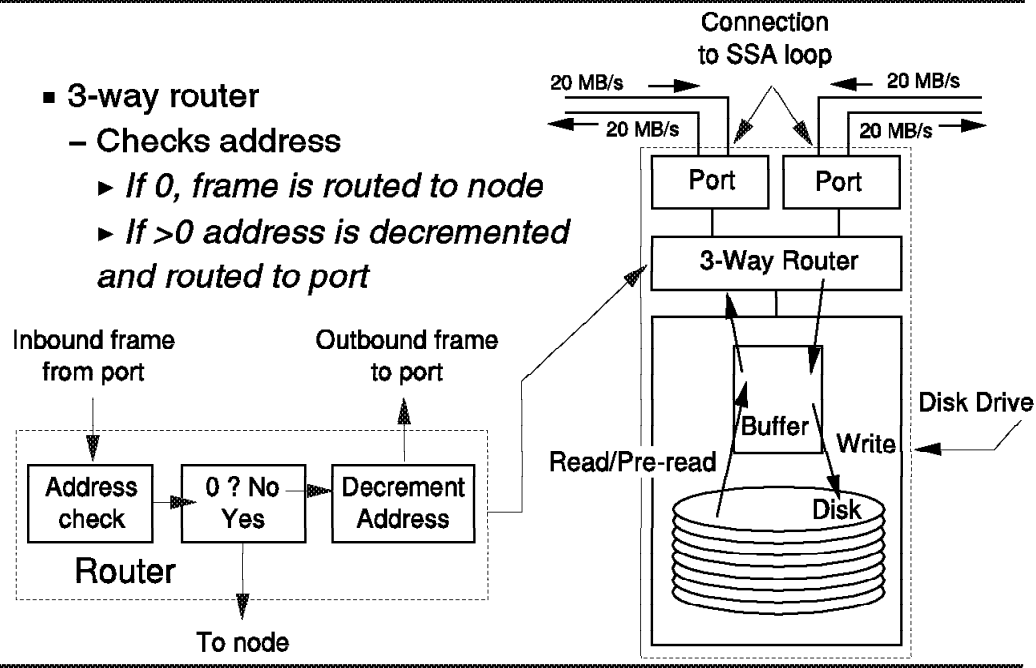 Connection
to SSA loop
20 MB/s
20 MB/s
20 MB/s
20 MB/s
▪ 3-way router
– Checks address
► If 0, frame is routed to node
► If >0 address is decremented
and routed to port
Port
Port
3-Way Router
Inbound frame
from port
Outbound frame
to port
Disk Drive
Buffer
Write
Read/Pre-read
Disk
Address
check
0 ? No
Yes
Decrement
Address
Router
To node